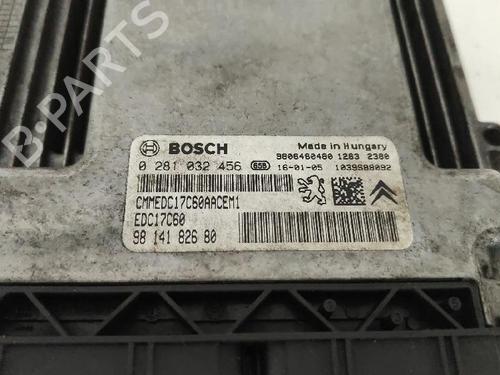 BOSCH
Made in Hungary
0 281 032 456 656 16-01-05
9806460480 1283 2380
1039S88092
CMMEDC17C60AACEM1
EDC17C60
98 141 826 80
B-PARTS